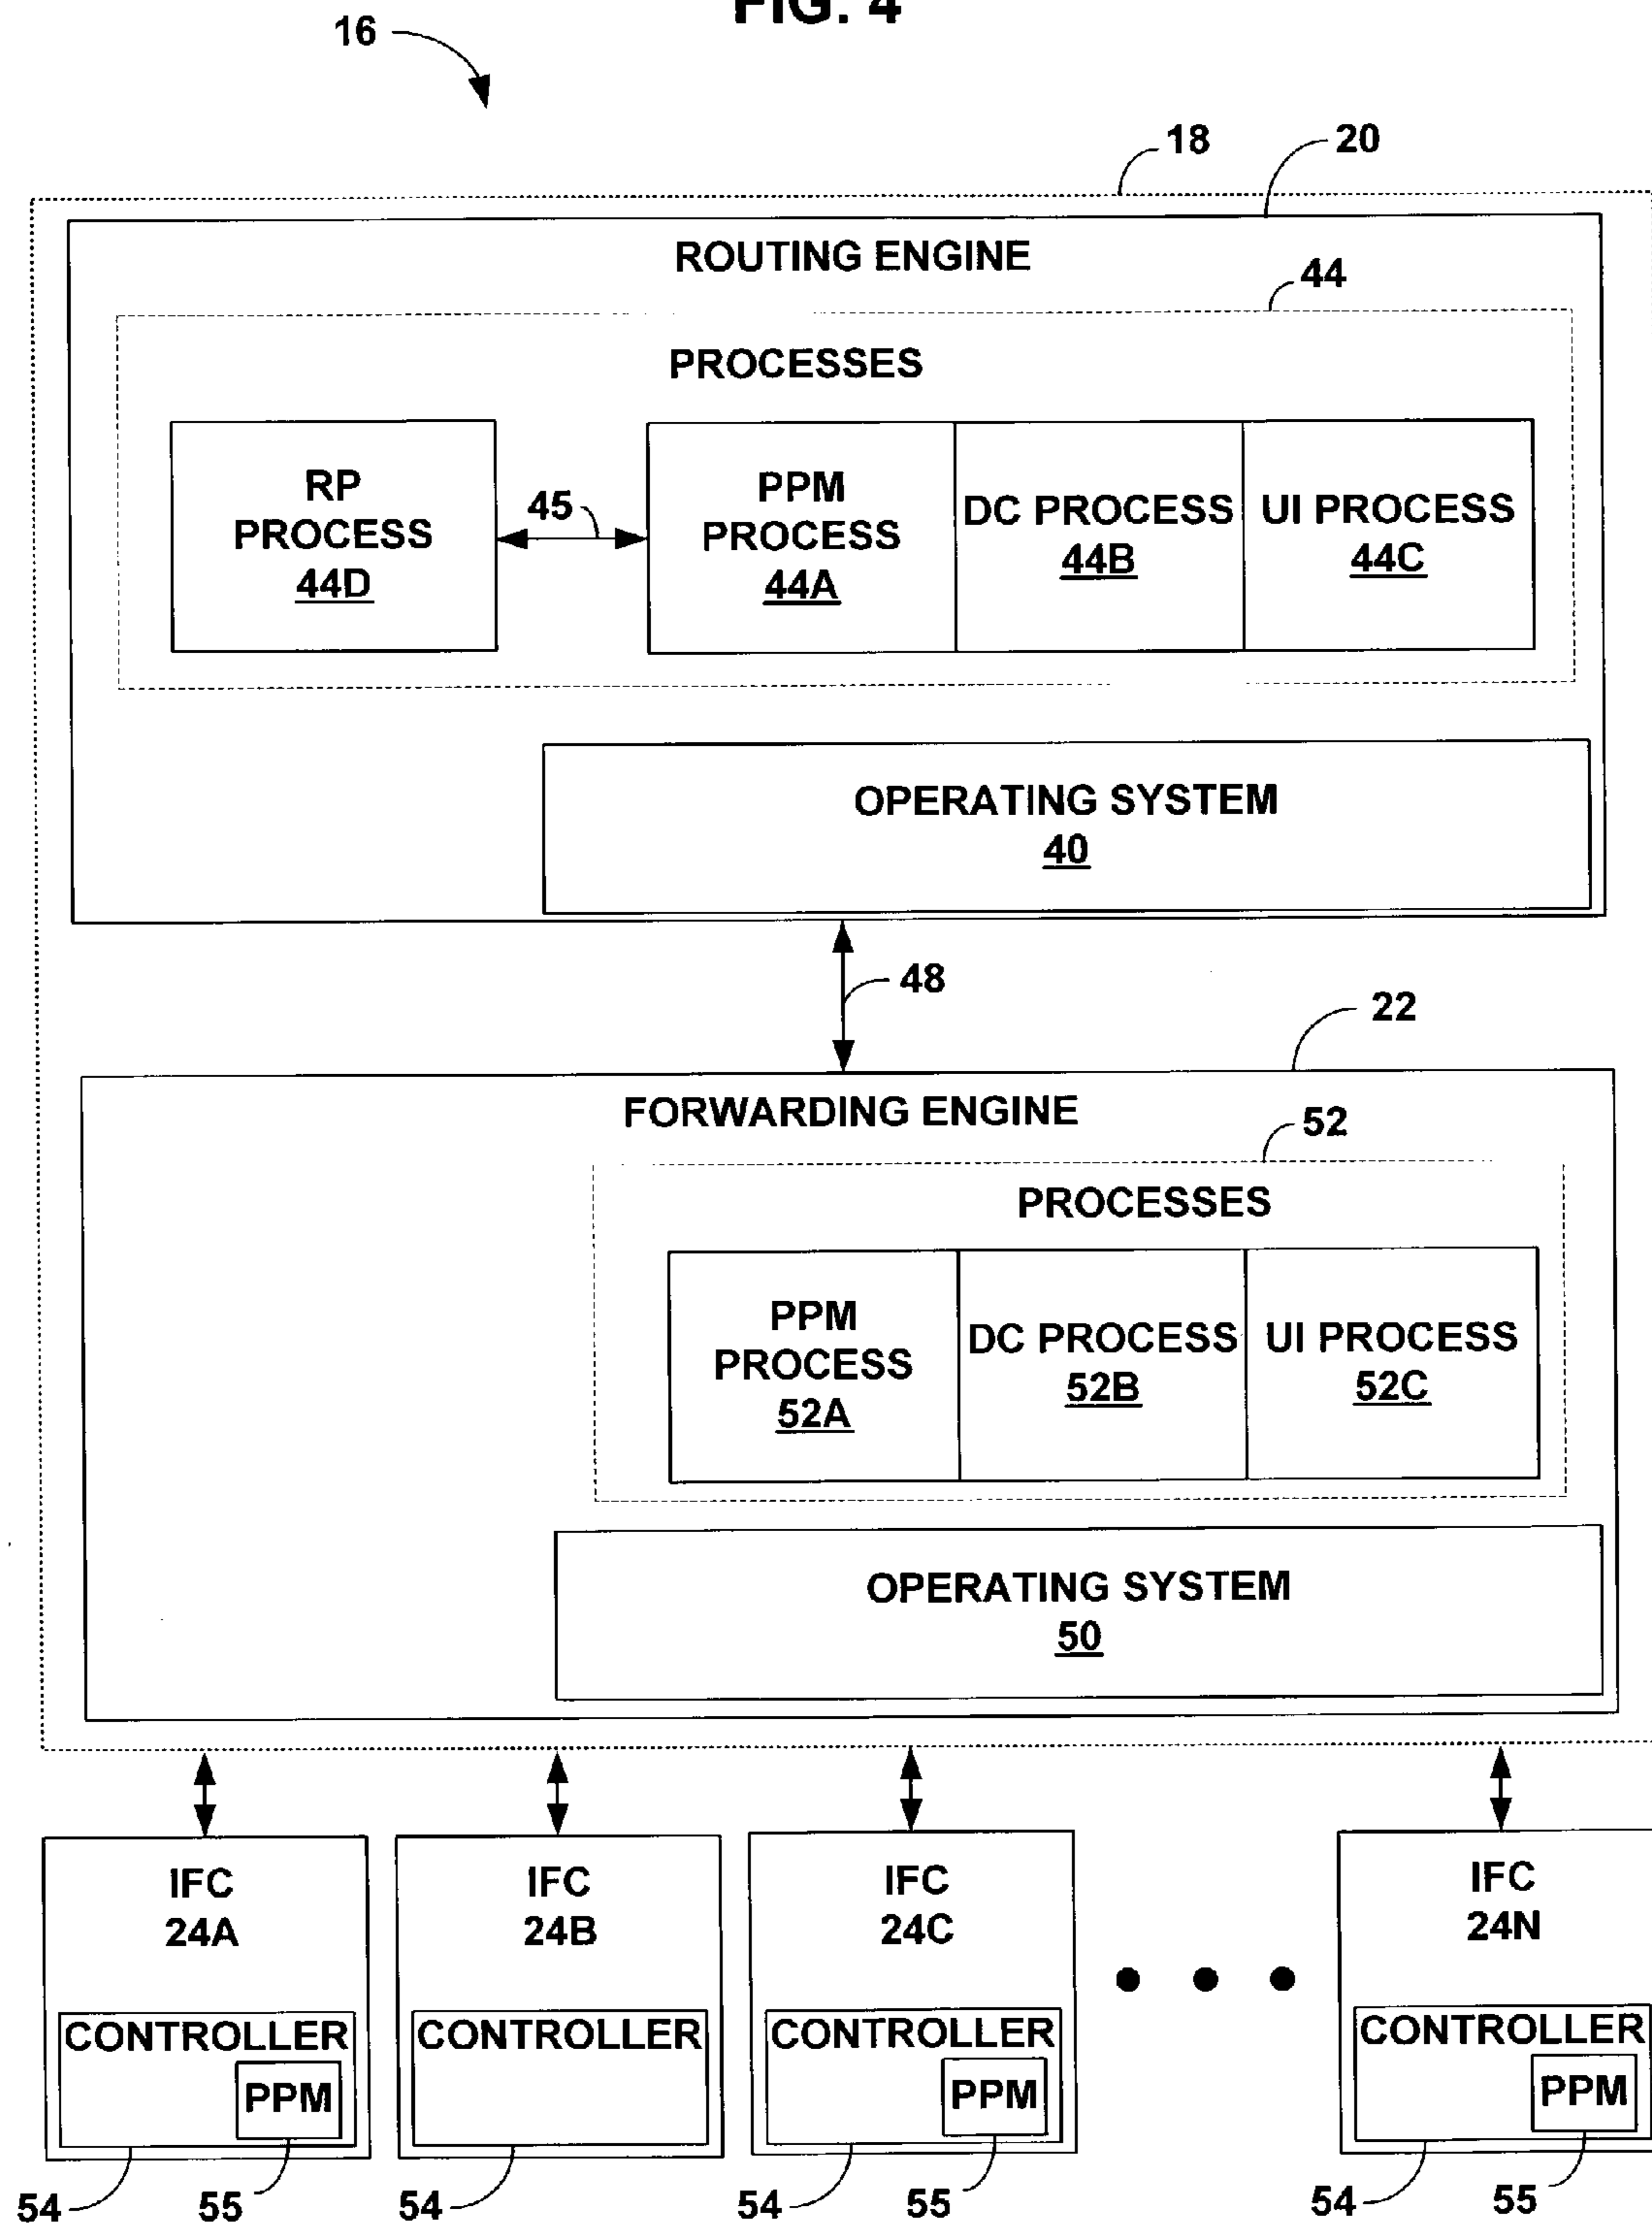 FIG. 4
16
18
20
ROUTING ENGINE
44
PROCESSES
RP
PROCESS
44D
45
PPM
PROCESS
44A
DC PROCESS
44B
UI PROCESS
44C
OPERATING SYSTEM
40
48
22
FORWARDING ENGINE
52
PROCESSES
PPM
PROCESS
52A
DC PROCESS
52B
UI PROCESS
52C
OPERATING SYSTEM
50
IFC
24A
CONTROLLER
PPM
54
55
IFC
24B
CONTROLLER
54
IFC
24C
CONTROLLER
PPM
54
55
IFC
24N
CONTROLLER
PPM
54
55